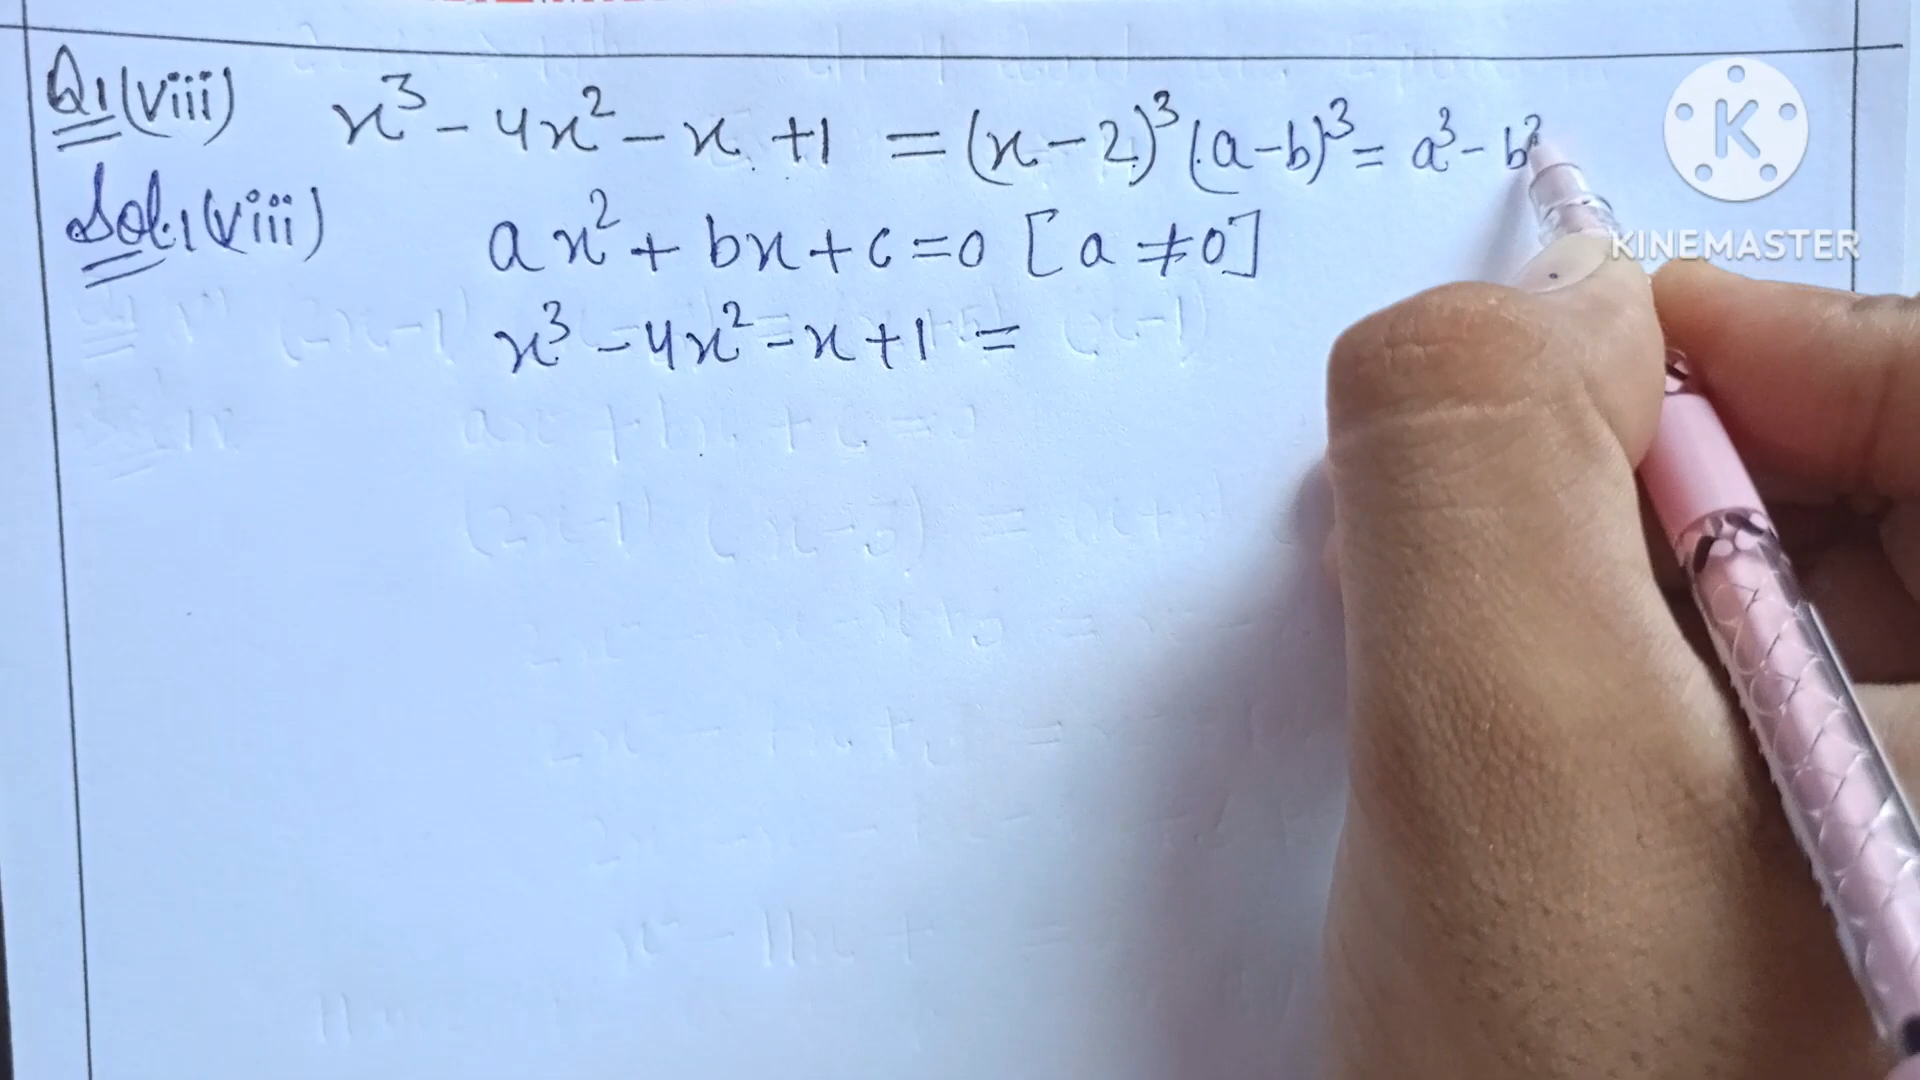 Q1(viii) x³ - 4x² - x + 1 = (x-2)³ (a-b)³ = a³ - b³
Sol.1(viii) ax² + bx + c = 0 [a ≠ 0]
x³ - 4x² - x + 1 =
K
KINEMASTER